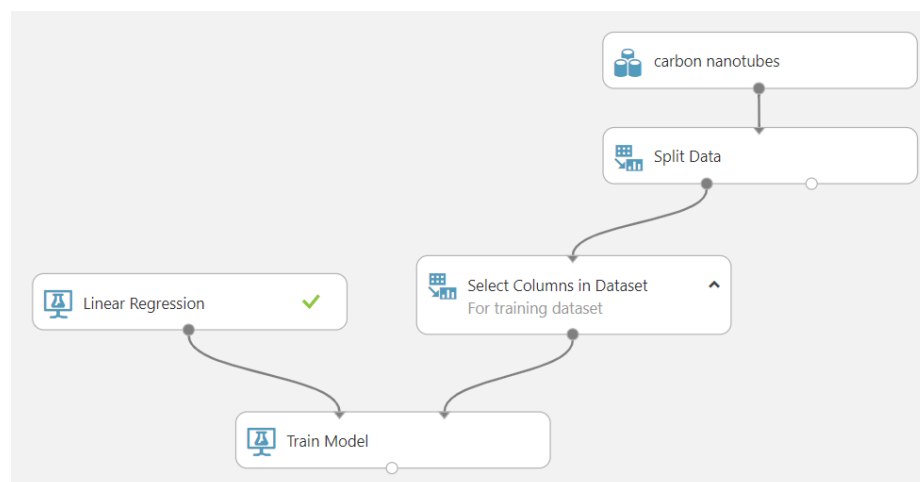 carbon nanotubes
Split Data
Select Columns in Dataset
For training dataset
Linear Regression
Train Model